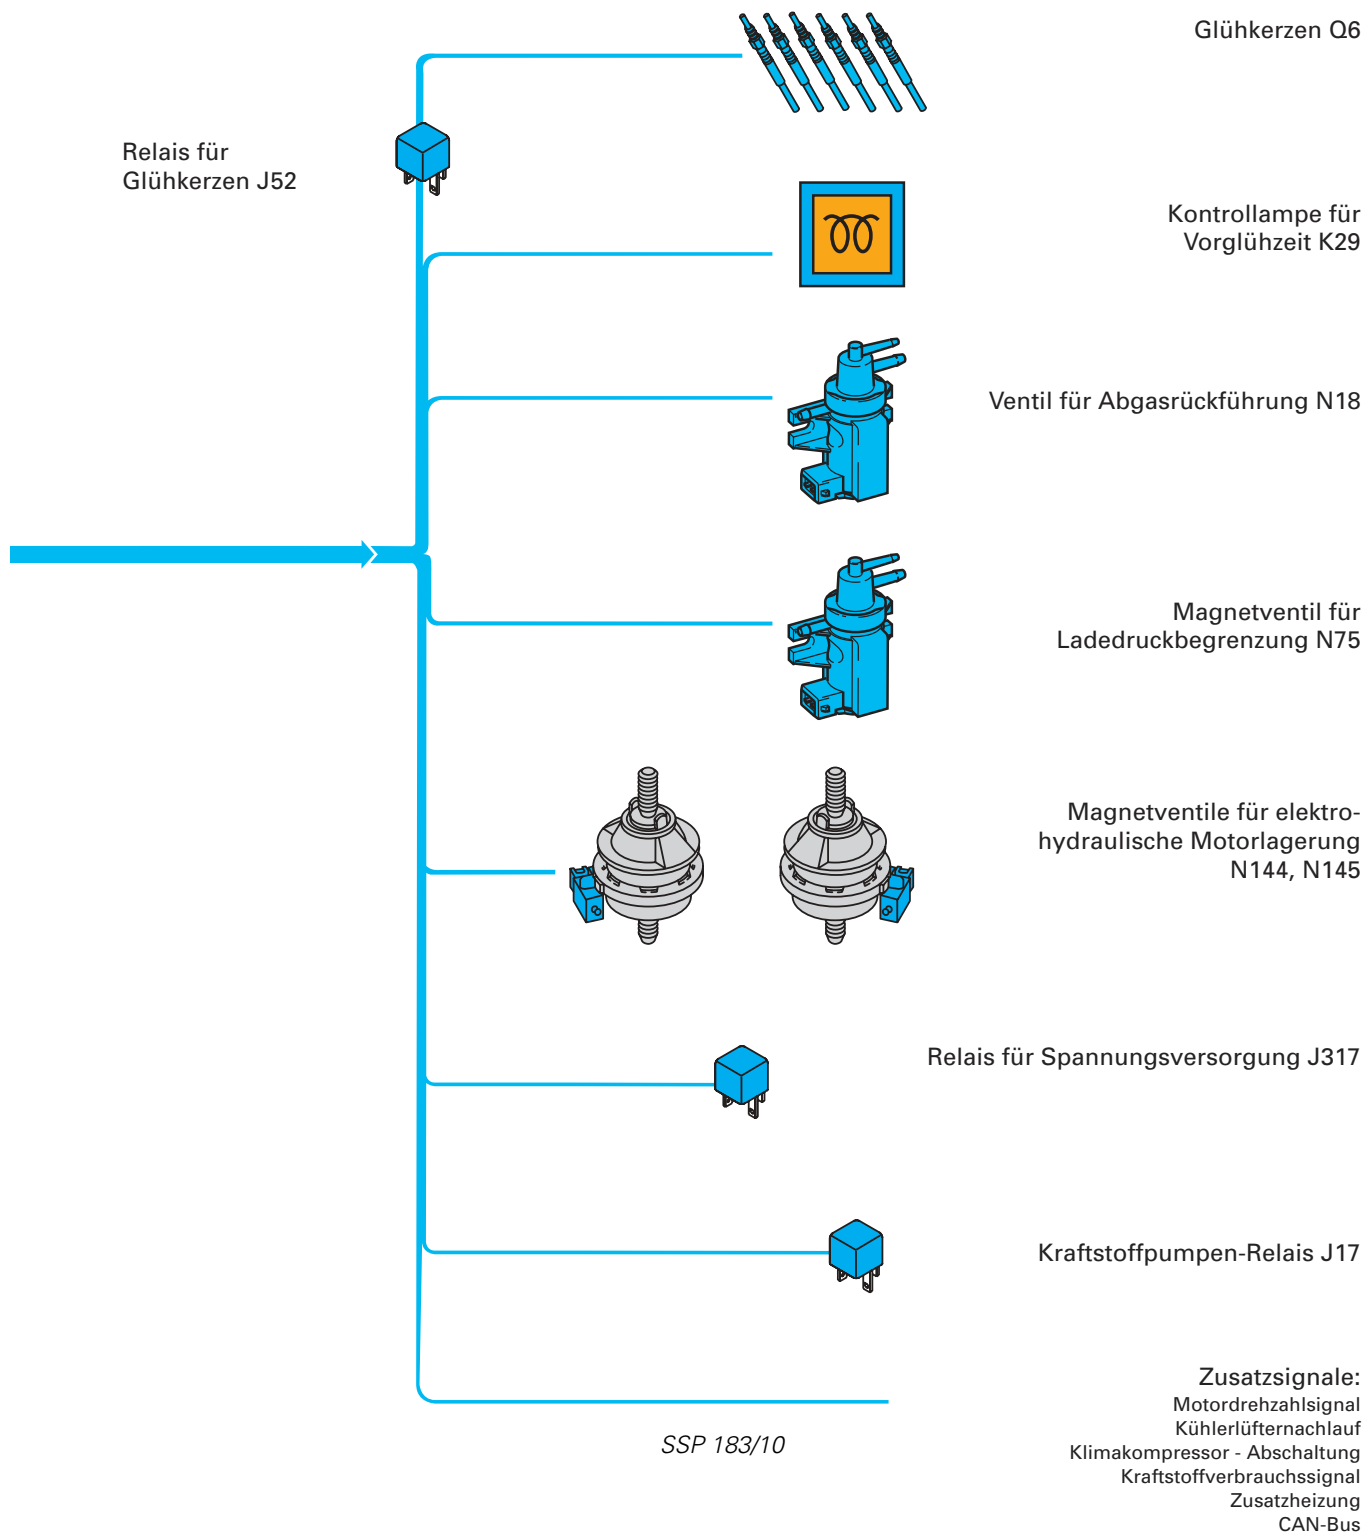 Glühkerzen Q6
Relais für
Glühkerzen J52
Kontrollampe für
Vorglühzeit K29
Ventil für Abgasrückführung N18
Magnetventil für
Ladedruckbegrenzung N75
Magnetventile für elektro-
hydraulische Motorlagerung
N144, N145
Relais für Spannungsversorgung J317
Kraftstoffpumpen-Relais J17
Zusatzsignale:
Motordrehzahlsignal
Kühlerlüfternachlauf
Klimakompressor - Abschaltung
Kraftstoffverbrauchssignal
Zusatzheizung
CAN-Bus
SSP 183/10